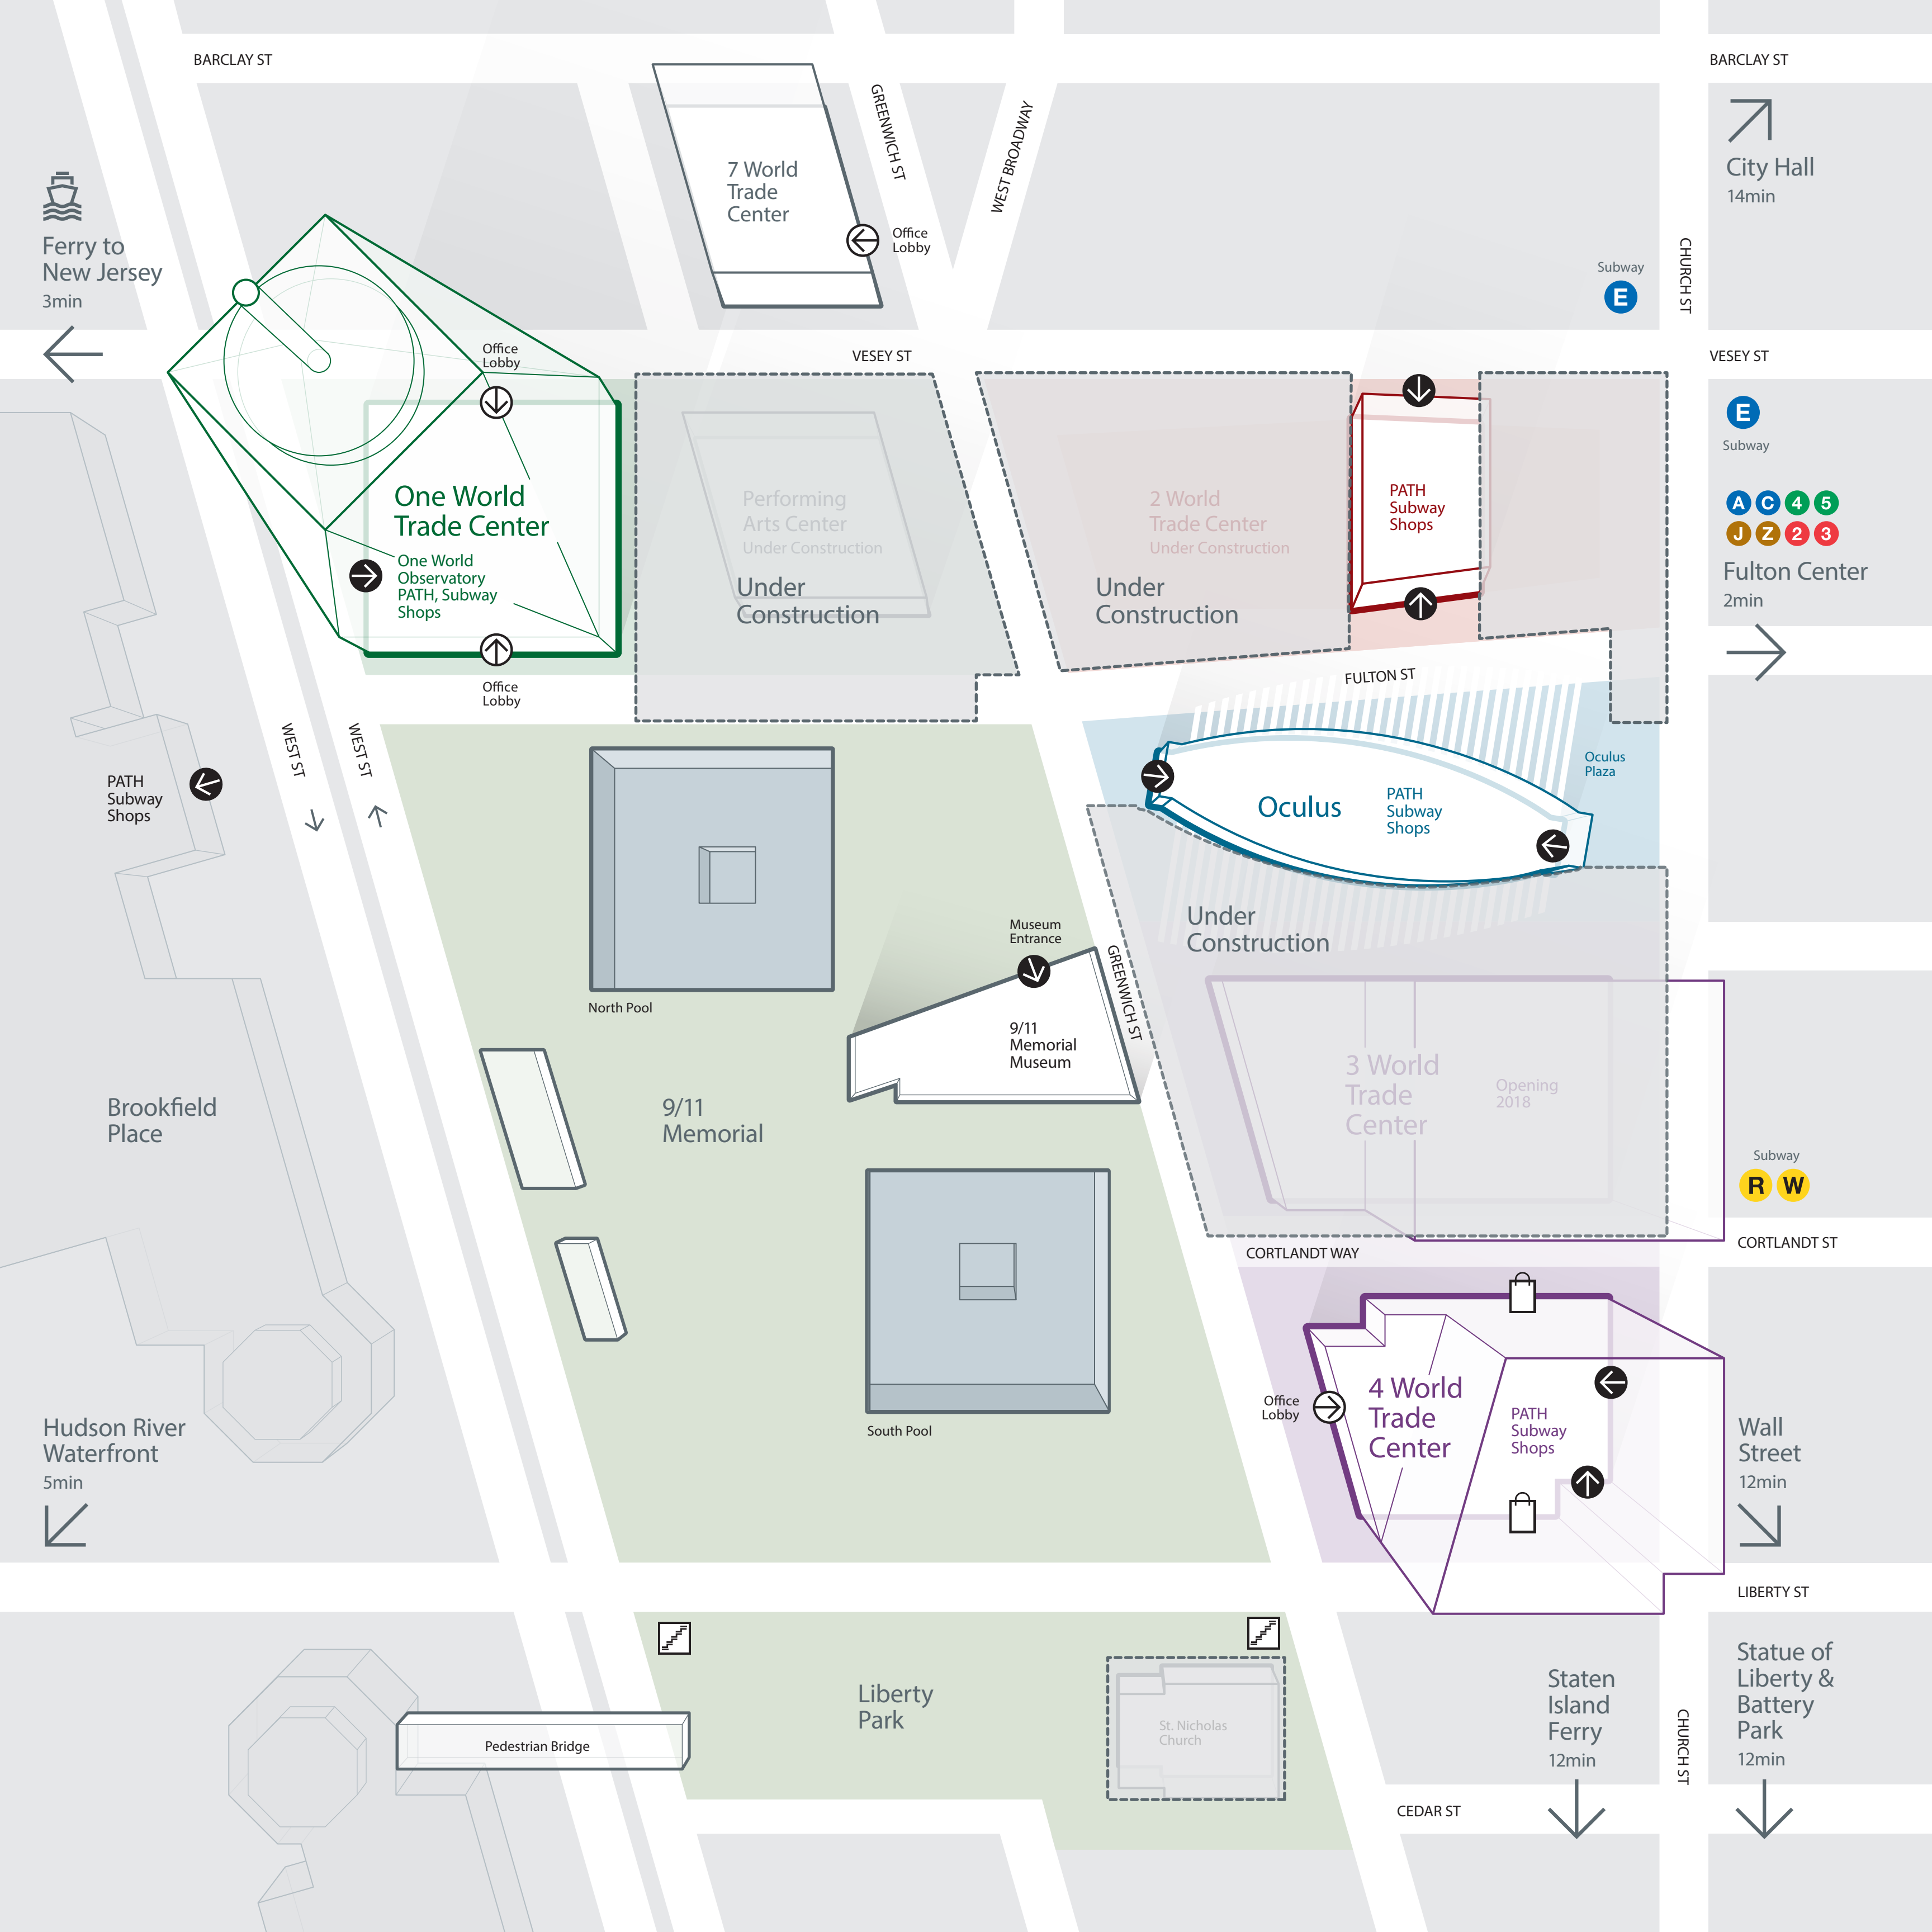 BARCLAY ST
BARCLAY ST
GREENWICH ST
WEST BROADWAY
City Hall
14min
7 World
Trade
Center
Office
Lobby
Ferry to
New Jersey
3min
CHURCH ST
Subway
E
VESEY ST
VESEY ST
Office
Lobby
One World
Trade Center
One World
Observatory
PATH, Subway
Shops
Office
Lobby
Performing
Arts Center
Under Construction
Under
Construction
2 World
Trade Center
Under Construction
Under
Construction
PATH
Subway
Shops
E
Subway
A C 4 5
J Z 2 3
Fulton Center
2min
FULTON ST
WEST ST
WEST ST
PATH
Subway
Shops
Oculus
PATH
Subway
Shops
Oculus
Plaza
Under
Construction
Museum
Entrance
GREENWICH ST
North Pool
9/11
Memorial
Museum
3 World
Trade
Center
Opening
2018
Brookfield
Place
9/11
Memorial
Subway
R W
CORTLANDT WAY
CORTLANDT ST
Office
Lobby
4 World
Trade
Center
PATH
Subway
Shops
South Pool
Hudson River
Waterfront
5min
Wall
Street
12min
LIBERTY ST
Liberty
Park
St. Nicholas
Church
Pedestrian Bridge
Staten
Island
Ferry
12min
CHURCH ST
Statue of
Liberty &
Battery
Park
12min
CEDAR ST